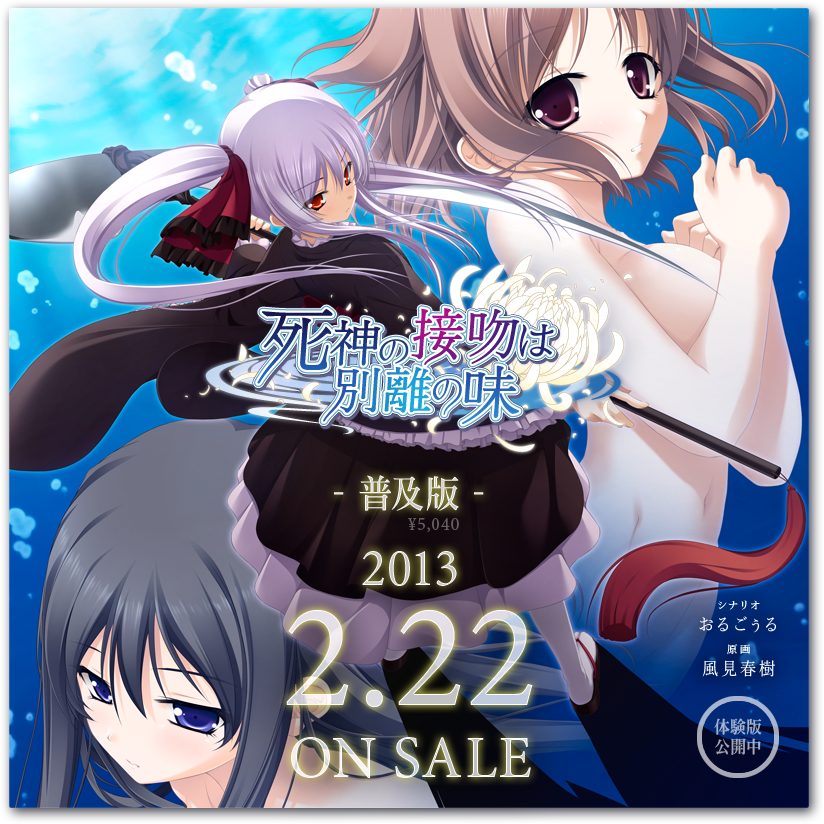 死神の接吻は
別離の味
- 普及版 -
¥5,040
2013
2.22
ON SALE
シナリオ
おるごぅる
原画
風見春樹
体験版
公開中